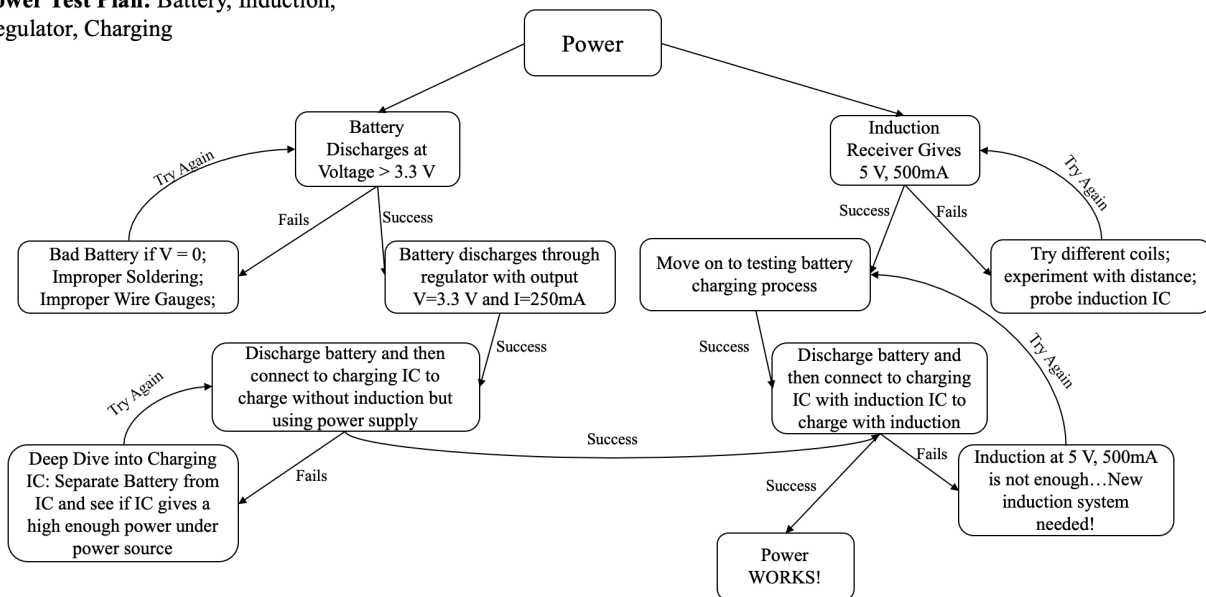 Battery, Induction,
Charging
Power
Battery
Discharges at
Voltage > 3.3 V
Induction
Receiver Gives
5 V, 500mA
Try Again
Try Again
Fails
Success
Success
Fails
Bad Battery if V = 0;
Improper Soldering;
Improper Wire Gauges;
Battery discharges through
regulator with output
V=3.3 V and I=250mA
Move on to testing battery
charging process
Try different coils;
experiment with distance;
probe induction IC
Success
Success
Try Again
Try Again
Discharge battery and then
connect to charging IC to
charge without induction but
using power supply
Discharge battery and
then connect to charging
IC with induction IC to
charge with induction
Success
Fails
Fails
Success
Deep Dive into Charging
IC: Separate Battery from
IC and see if IC gives a
high enough power under
power source
Induction at 5 V, 500mA
is not enough…New
induction system
needed!
Power
WORKS!